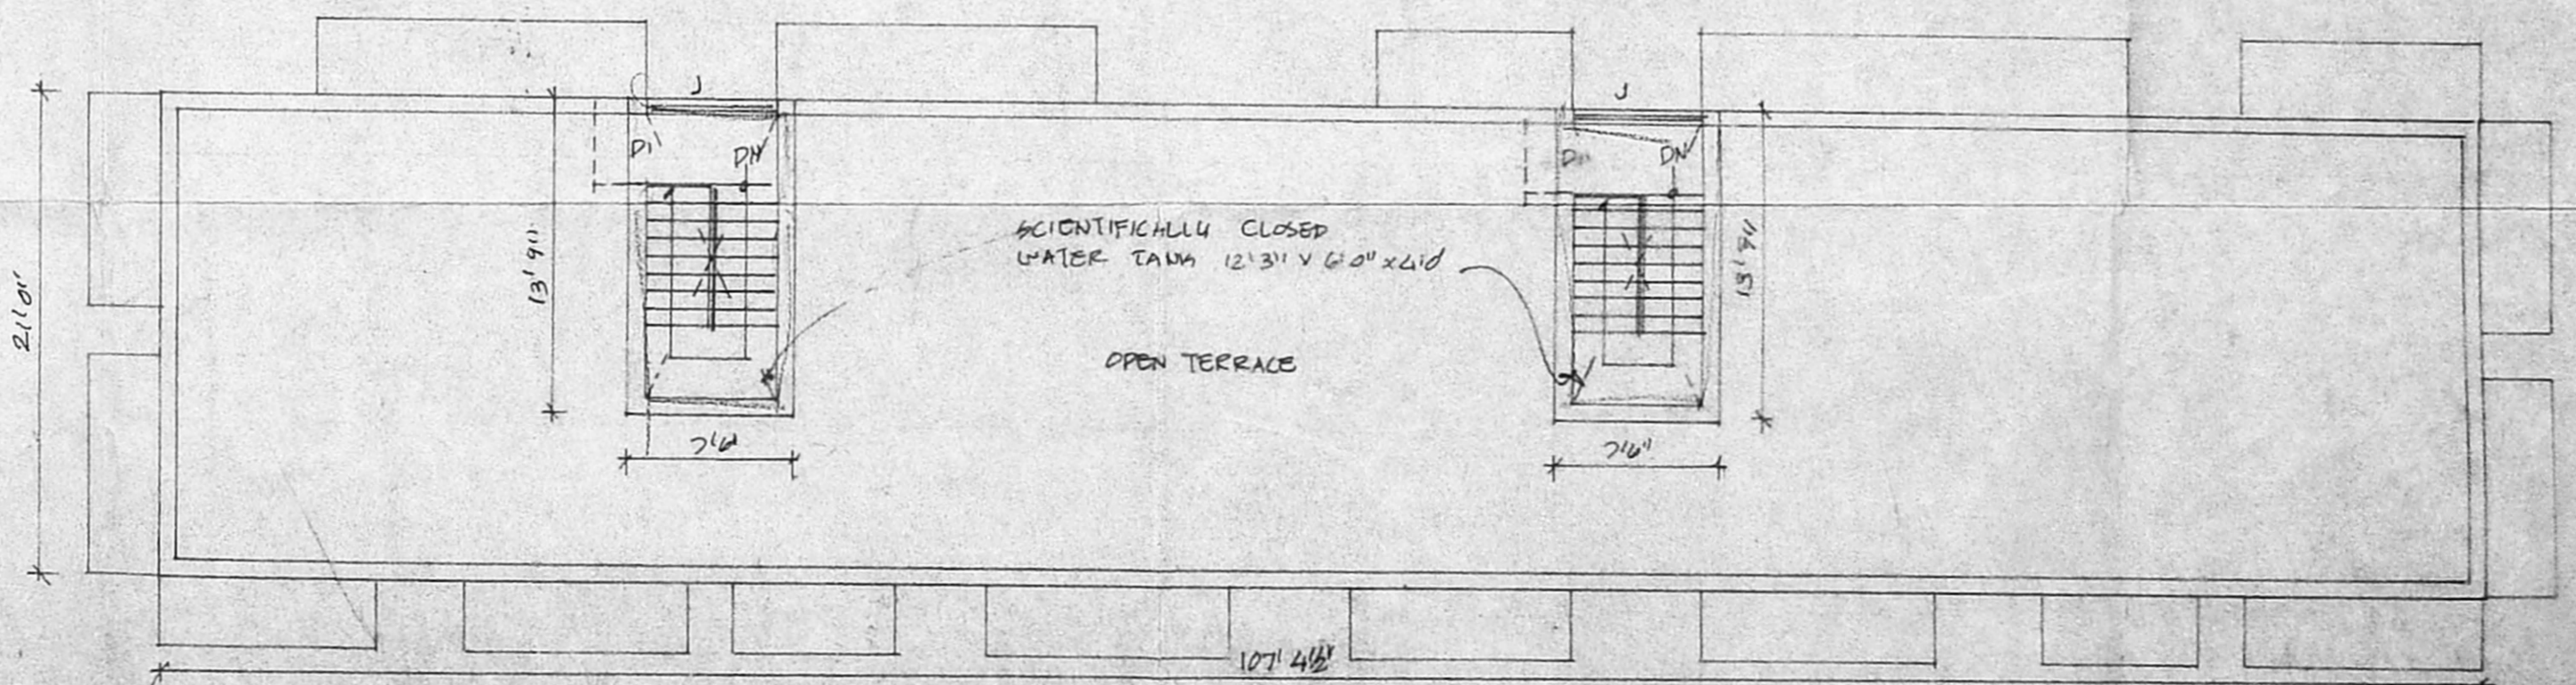 J
J
D1
DN
DN
21'0"
13'9"
SCIENTIFICALLY CLOSED
WATER TANK 12'3" x 6'0" x 4'0
13'9"
OPEN TERRACE
7'6"
7'6"
107' 4½"